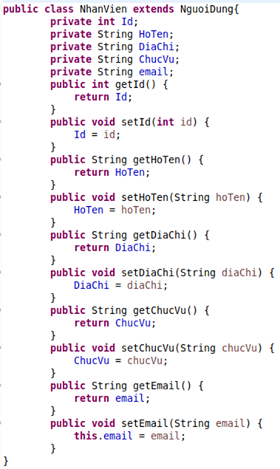 public class NhanVien extends NguoiDung{
private int Id;
private String HoTen;
private String DiaChi;
private String ChucVu;
private String email;
public int getId() {
return Id;
}
public void setId(int id) {
Id = id;
}
public String getHoTen() {
return HoTen;
}
public void setHoTen(String hoTen) {
HoTen = hoTen;
}
public String getDiaChi() {
return DiaChi;
}
public void setDiaChi(String diaChi) {
DiaChi = diaChi;
}
public String getChucVu() {
return ChucVu;
}
public void setChucVu(String chucVu) {
ChucVu = chucVu;
}
public String getEmail() {
return email;
}
public void setEmail(String email) {
this.email = email;
}
}